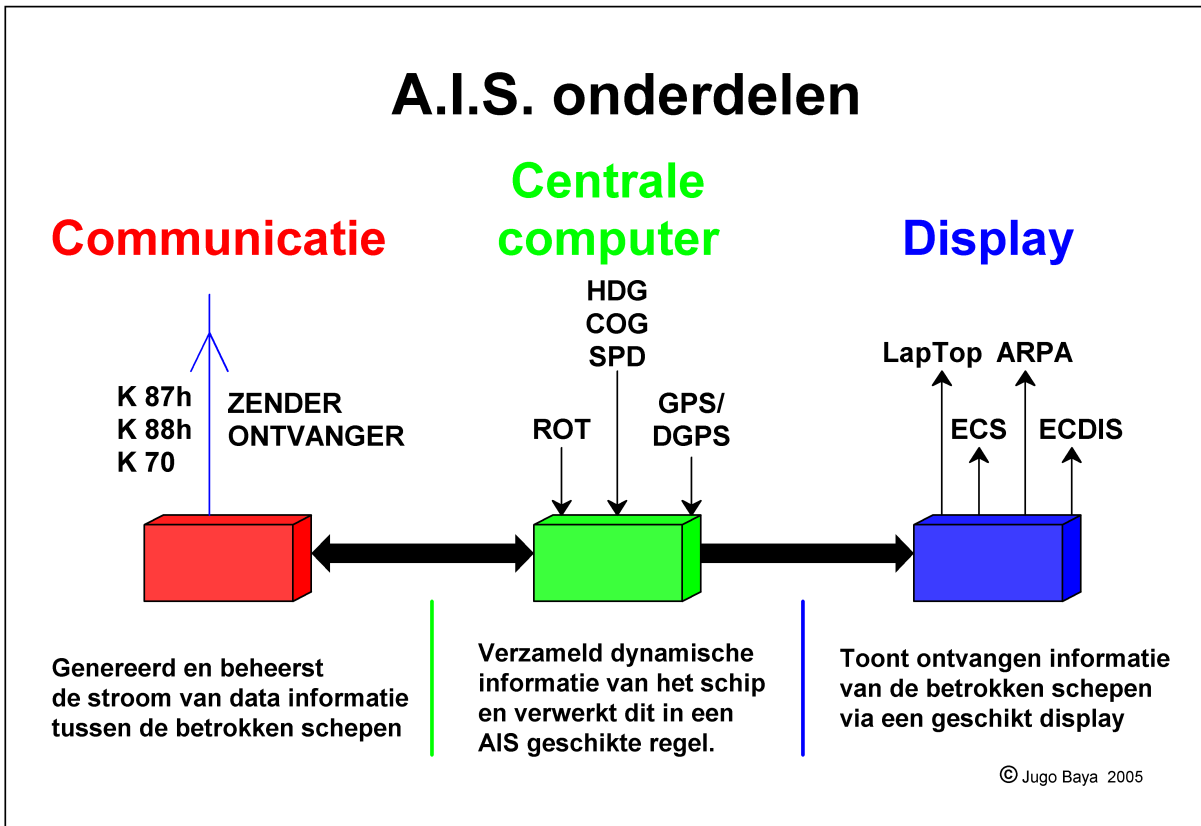 A.I.S. onderdelen
Communicatie
Centrale
computer
Display
K 87h
K 88h
K 70
ZENDER
ONTVANGER
HDG
COG
SPD
ROT
GPS/
DGPS
LapTop
ARPA
ECS
ECDIS
Genereerd en beheerst
de stroom van data informatie
tussen de betrokken schepen
Verzameld dynamische
informatie van het schip
en verwerkt dit in een
AIS geschikte regel.
Toont ontvangen informatie
van de betrokken schepen
via een geschikt display
© Jugo Baya 2005